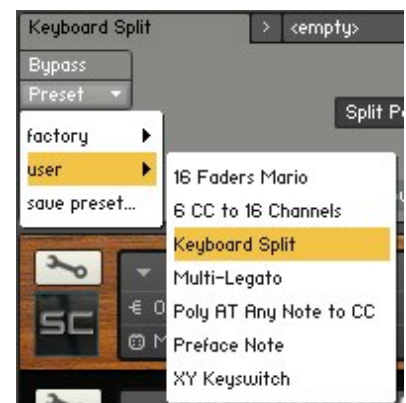 Keyboard Split > <empty>
Bypass
Preset
Split P
factory
user
save preset...
16 Faders Mario
6 CC to 16 Channels
Keyboard Split
Multi-Legato
Poly AT Any Note to CC
Preface Note
XY Keyswitch
SC